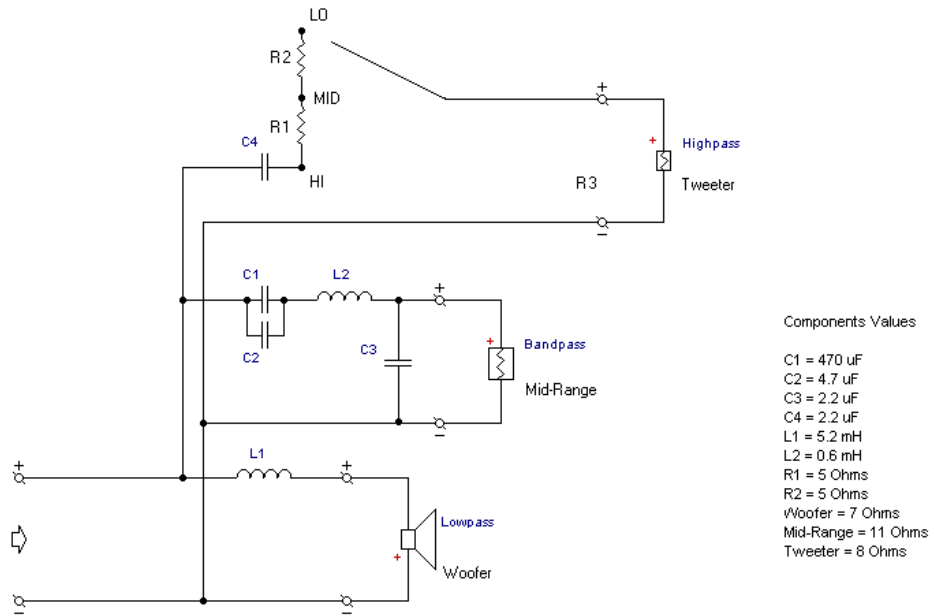 LO
R2
MID
R1
C4
HI
+
+
Highpass
R3
Tweeter
−
C1
L2
+
C2
C3
+
Bandpass
Mid-Range
−
+
L1
+
Lowpass
+
Woofer
−
−
Components Values
C1 = 470 uF
C2 = 4.7 uF
C3 = 2.2 uF
C4 = 2.2 uF
L1 = 5.2 mH
L2 = 0.6 mH
R1 = 5 Ohms
R2 = 5 Ohms
Woofer = 7 Ohms
Mid-Range = 11 Ohms
Tweeter = 8 Ohms